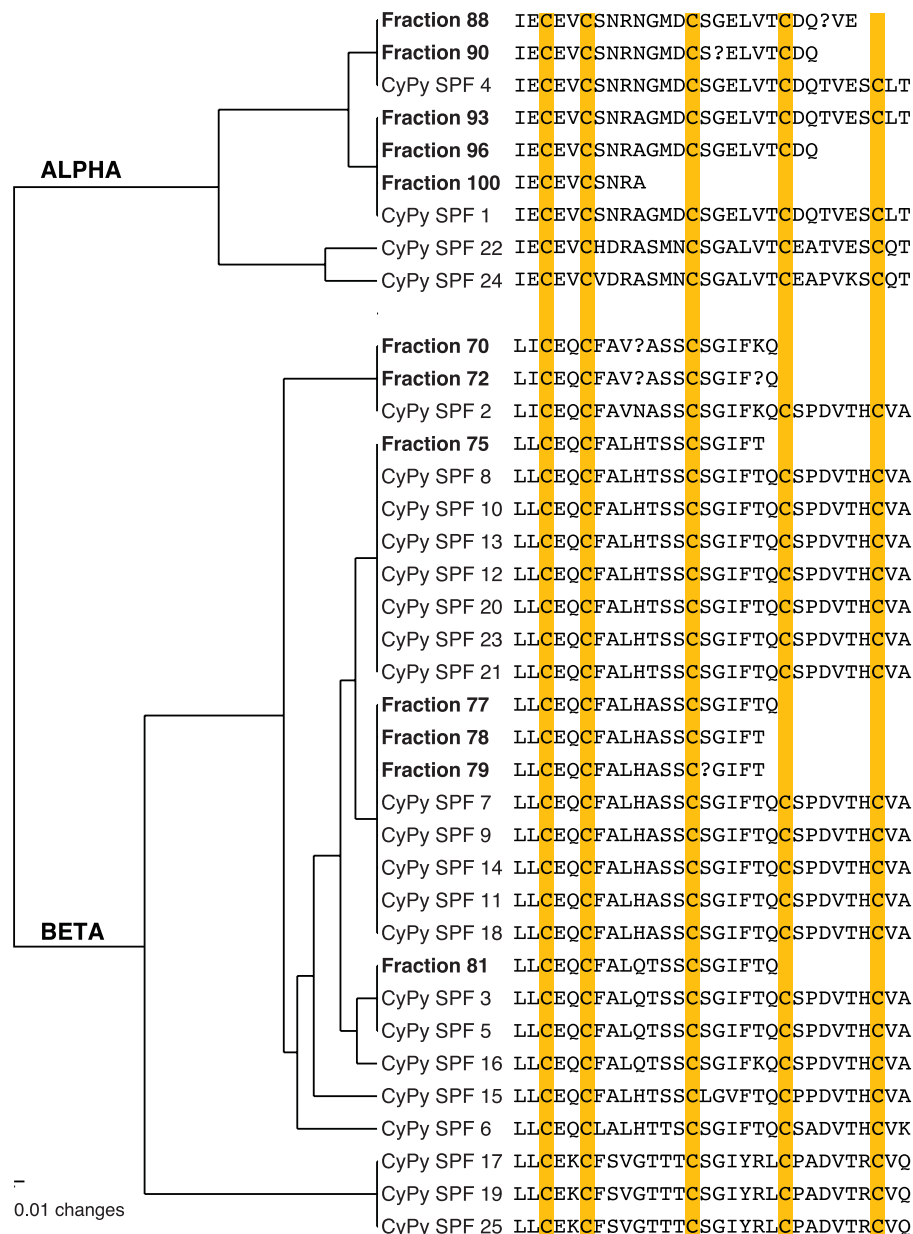 Fraction 88 IECEVCSNRNGMDCSGELVTCDQ?VE
Fraction 90 IECEVCSNRNGMDCS?ELVTCDQ
CyPy SPF 4 IECEVCSNRNGMDCSGELVTCDQTVESCLT
Fraction 93 IECEVCSNRAGMDCSGELVTCDQTVESCLT
Fraction 96 IECEVCSNRAGMDCSGELVTCDQ
ALPHA
Fraction 100 IECEVCSNRA
CyPy SPF 1 IECEVCSNRAGMDCSGELVTCDQTVESCLT
CyPy SPF 22 IECEVCHDRASMNCSGALVTCEATVESCQT
CyPy SPF 24 IECEVCVDRASMNCSGALVTCEAPVKSCQT
Fraction 70 LICEQCFAV?ASSCSGIFKQ
Fraction 72 LICEQCFAV?ASSCSGIF?Q
CyPy SPF 2 LICEQCFAVNASSCSGIFKQCSPDVTHCVA
Fraction 75 LLCEQCFALHTSSCSGIFT
CyPy SPF 8 LLCEQCFALHTSSCSGIFTQCSPDVTHCVA
CyPy SPF 10 LLCEQCFALHTSSCSGIFTQCSPDVTHCVA
CyPy SPF 13 LLCEQCFALHTSSCSGIFTQCSPDVTHCVA
CyPy SPF 12 LLCEQCFALHTSSCSGIFTQCSPDVTHCVA
CyPy SPF 20 LLCEQCFALHTSSCSGIFTQCSPDVTHCVA
CyPy SPF 23 LLCEQCFALHTSSCSGIFTQCSPDVTHCVA
CyPy SPF 21 LLCEQCFALHTSSCSGIFTQCSPDVTHCVA
Fraction 77 LLCEQCFALHASSCSGIFTQ
Fraction 78 LLCEQCFALHASSCSGIFT
Fraction 79 LLCEQCFALHASSC?GIFT
CyPy SPF 7 LLCEQCFALHASSCSGIFTQCSPDVTHCVA
CyPy SPF 9 LLCEQCFALHASSCSGIFTQCSPDVTHCVA
CyPy SPF 14 LLCEQCFALHASSCSGIFTQCSPDVTHCVA
CyPy SPF 11 LLCEQCFALHASSCSGIFTQCSPDVTHCVA
CyPy SPF 18 LLCEQCFALHASSCSGIFTQCSPDVTHCVA
BETA
Fraction 81 LLCEQCFALQTSSCSGIFTQ
CyPy SPF 3 LLCEQCFALQTSSCSGIFTQCSPDVTHCVA
CyPy SPF 5 LLCEQCFALQTSSCSGIFTQCSPDVTHCVA
CyPy SPF 16 LLCEQCFALQTSSCSGIFKQCSPDVTHCVA
CyPy SPF 15 LLCEQCFALHTSSCLGVFTQCPPDVTHCVA
CyPy SPF 6 LLCEQCLALHTTSCSGIFTQCSADVTHCVK
CyPy SPF 17 LLCEKCFSVGTTTCSGIYRLCPADVTRCVQ
CyPy SPF 19 LLCEKCFSVGTTTCSGIYRLCPADVTRCVQ
0.01 changes
CyPy SPF 25 LLCEKCFSVGTTTCSGIYRLCPADVTRCVQ